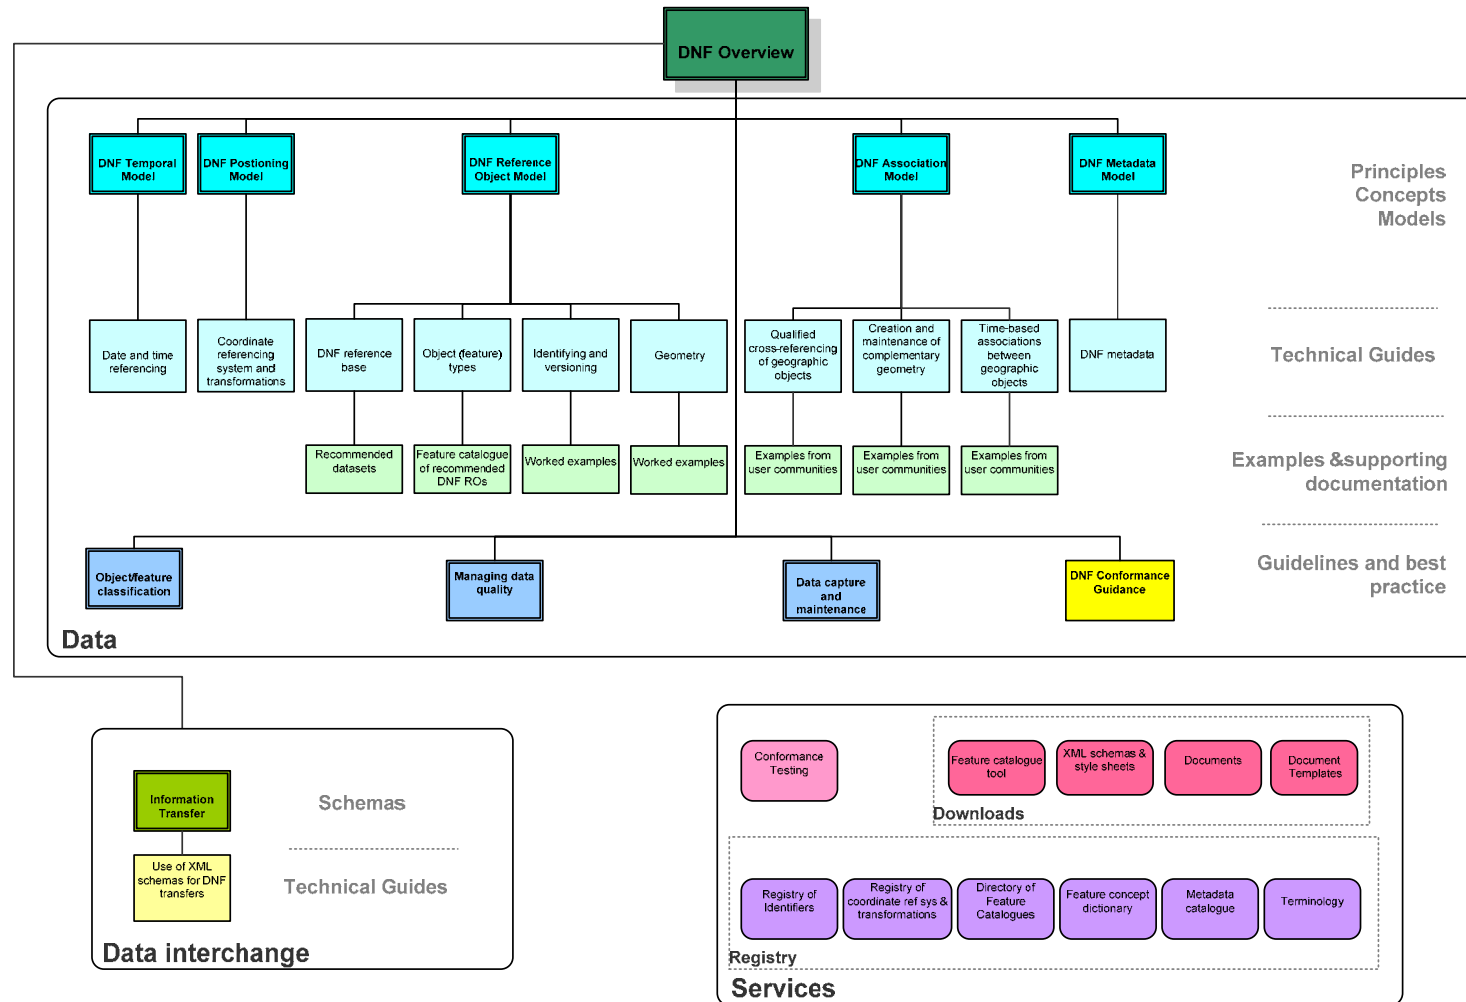 DNF Overview
DNF Temporal
Model
DNF Postioning
Model
DNF Reference
Object Model
DNF Association
Model
DNF Metadata
Model
Principles
Concepts
Models
Date and time
referencing
Coordinate
referencing
system and
transformations
DNF reference
base
Object (feature)
types
Identifying and
versioning
Geometry
Qualified
cross-referencing
of geographic
objects
Creation and
maintenance of
complementary
geometry
Time-based
associations
between
geographic
objects
DNF metadata
Technical Guides
Recommended
datasets
Feature catalogue
of recommended
DNF ROs
Worked examples
Worked examples
Examples from
user communities
Examples from
user communities
Examples from
user communities
Examples &supporting
documentation
Object/feature
classification
Managing data
quality
Data capture
and
maintenance
DNF Conformance
Guidance
Guidelines and best
practice
Data
Information
Transfer
Schemas
Use of XML
schemas for DNF
transfers
Technical Guides
Data interchange
Conformance
Testing
Feature catalogue
tool
XML schemas &
style sheets
Documents
Document
Templates
Downloads
Registry of
Identifiers
Registry of
coordinate ref sys &
transformations
Directory of
Feature
Catalogues
Feature concept
dictionary
Metadata
catalogue
Terminology
Registry
Services